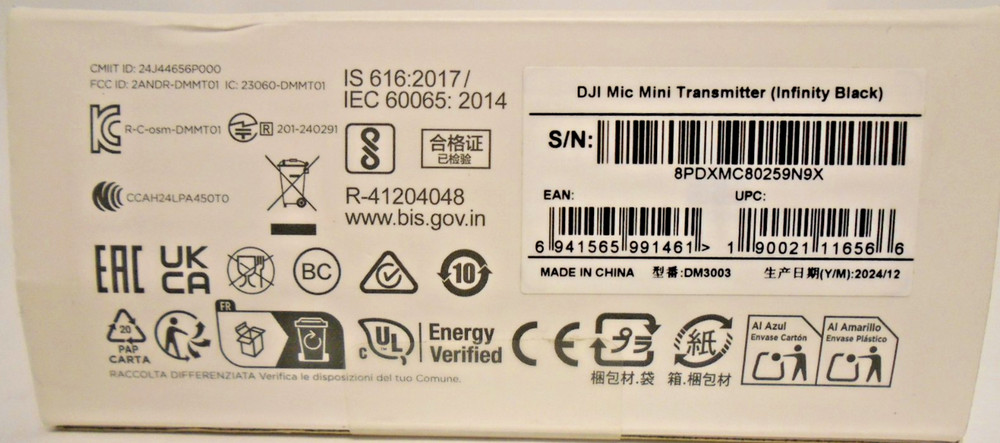 CMIIT ID: 24J44656P000
FCC ID: 2ANDR-DMMT01 IC: 23060-DMMT01
R-C-osm-DMMT01
R 201-240291
CCAH24LPA450T0
IS 616:2017/
IEC 60065: 2014
合格证
已检验
R-41204048
www.bis.gov.in
DJI Mic Mini Transmitter (Infinity Black)
S/N:
8PDXMC80259N9X
EAN:
UPC:
6 941565 991461 >
1 90021 11656 6
MADE IN CHINA 型番:DM3003 生产日期(Y/M):2024/12
EAC
UK
CA
BC
10
20
PAP
CARTA
FR
c UL
Energy
Verified
CE
プラ
梱包材.袋
紙
箱.梱包材
Al Azul
Envase Cartón
Al Amarillo
Envase Plástico
RACCOLTA DIFFERENZIATA Verifica le disposizioni del tuo Comune.